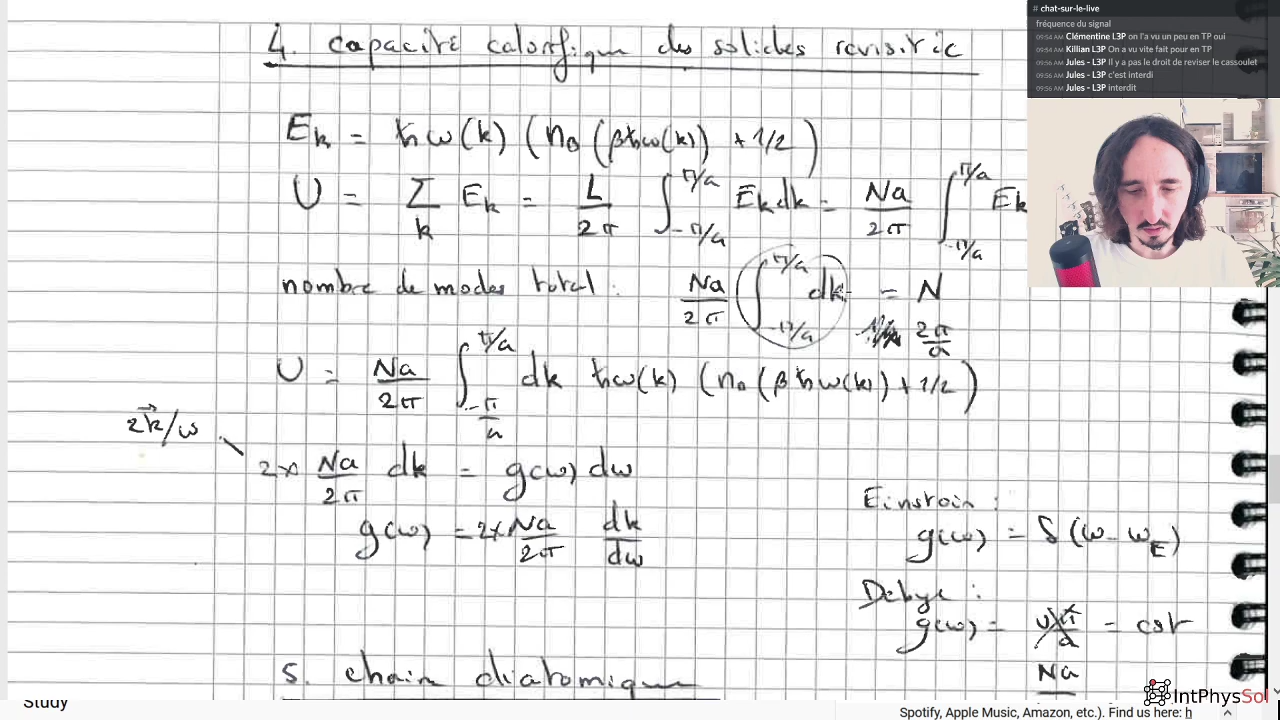 # chat-sur-le-live
fréquence du signal
09:54 AM Clémentine L3P on l'a vu un peu en TP oui
09:54 AM Killian L3P On a vu vite fait pour en TP
09:56 AM Jules - L3P Il y a pas le droit de reviser le cassoulet
09:56 AM Jules - L3P c'est interdi
09:56 AM Jules - L3P interdit
4. capacité calorifique des solides revisitée
E_k = ħω(k) (n_B(βħω(k)) + 1/2)
U = Σ_k E_k = L/2π ∫_{-π/a}^{π/a} E_k dk = Na/2π ∫_{-π/a}^{π/a} E_k
nombre de modes total : Na/2π ∫_{-π/a}^{π/a} dk = N
2π/a
U = Na/2π ∫_{-π/a}^{π/a} dk ħω(k) (n_B(βħω(k)) + 1/2)
2k⃗/ω
2× Na/2π dk = g(ω) dω
g(ω) = 2× Na/2π dk/dω
Einstein :
g(ω) = δ(ω - ω_E)
Debye :
g(ω) = = cst
Na
5. chaine diatomique
Study
IntPhysSol
Spotify, Apple Music, Amazon, etc.). Find us here: h